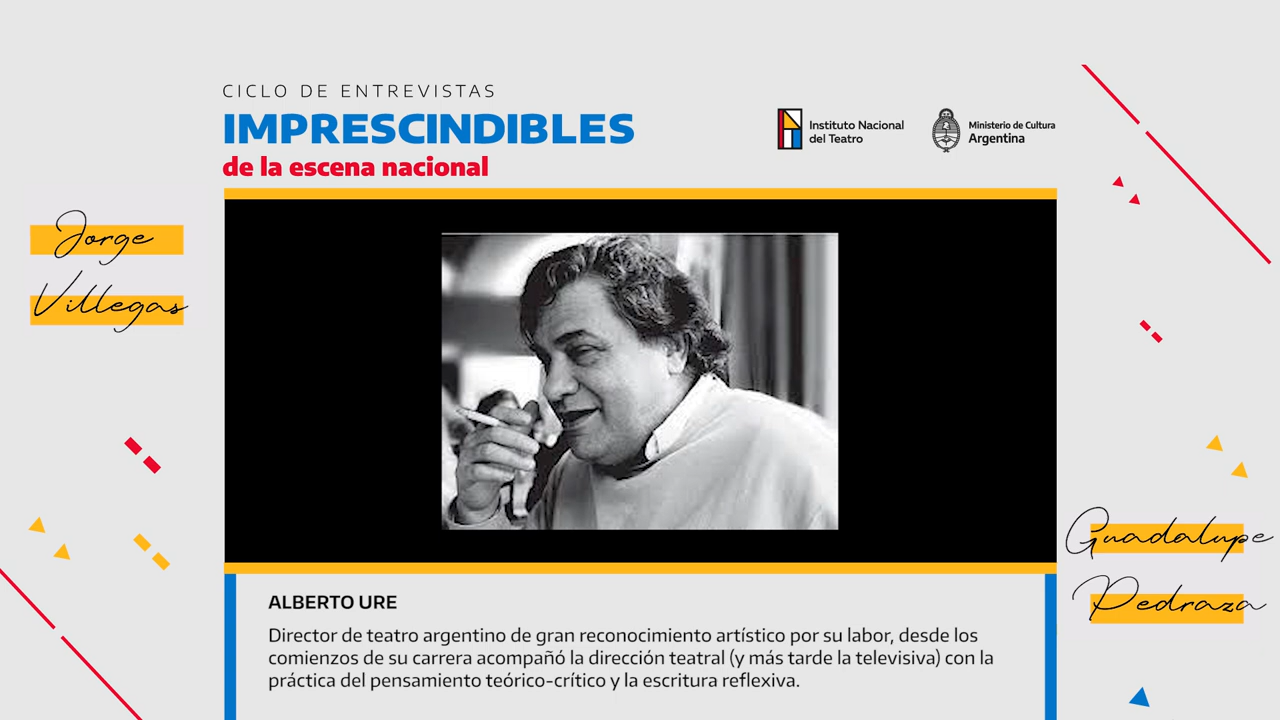 CICLO DE ENTREVISTAS
IMPRESCINDIBLES
de la escena nacional
Instituto Nacional
del Teatro
Ministerio de Cultura
Argentina
Jorge
Villegas
Guadalupe
Pedraza
ALBERTO URE
Director de teatro argentino de gran reconocimiento artístico por su labor, desde los
comienzos de su carrera acompañó la dirección teatral (y más tarde la televisiva) con la
práctica del pensamiento teórico-crítico y la escritura reflexiva.